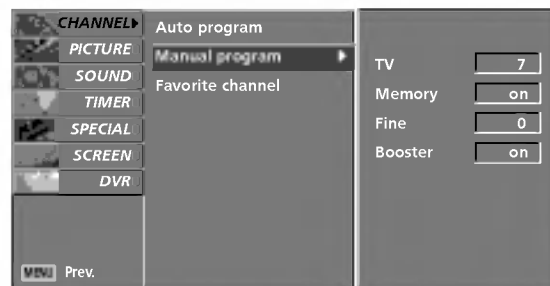 CHANNEL
PICTURE
SOUND
TIMER
SPECIAL
SCREEN
DVR
MENU Prev.
Auto program
Manual program
Favorite channel
TV 7
Memory on
Fine 0
Booster on